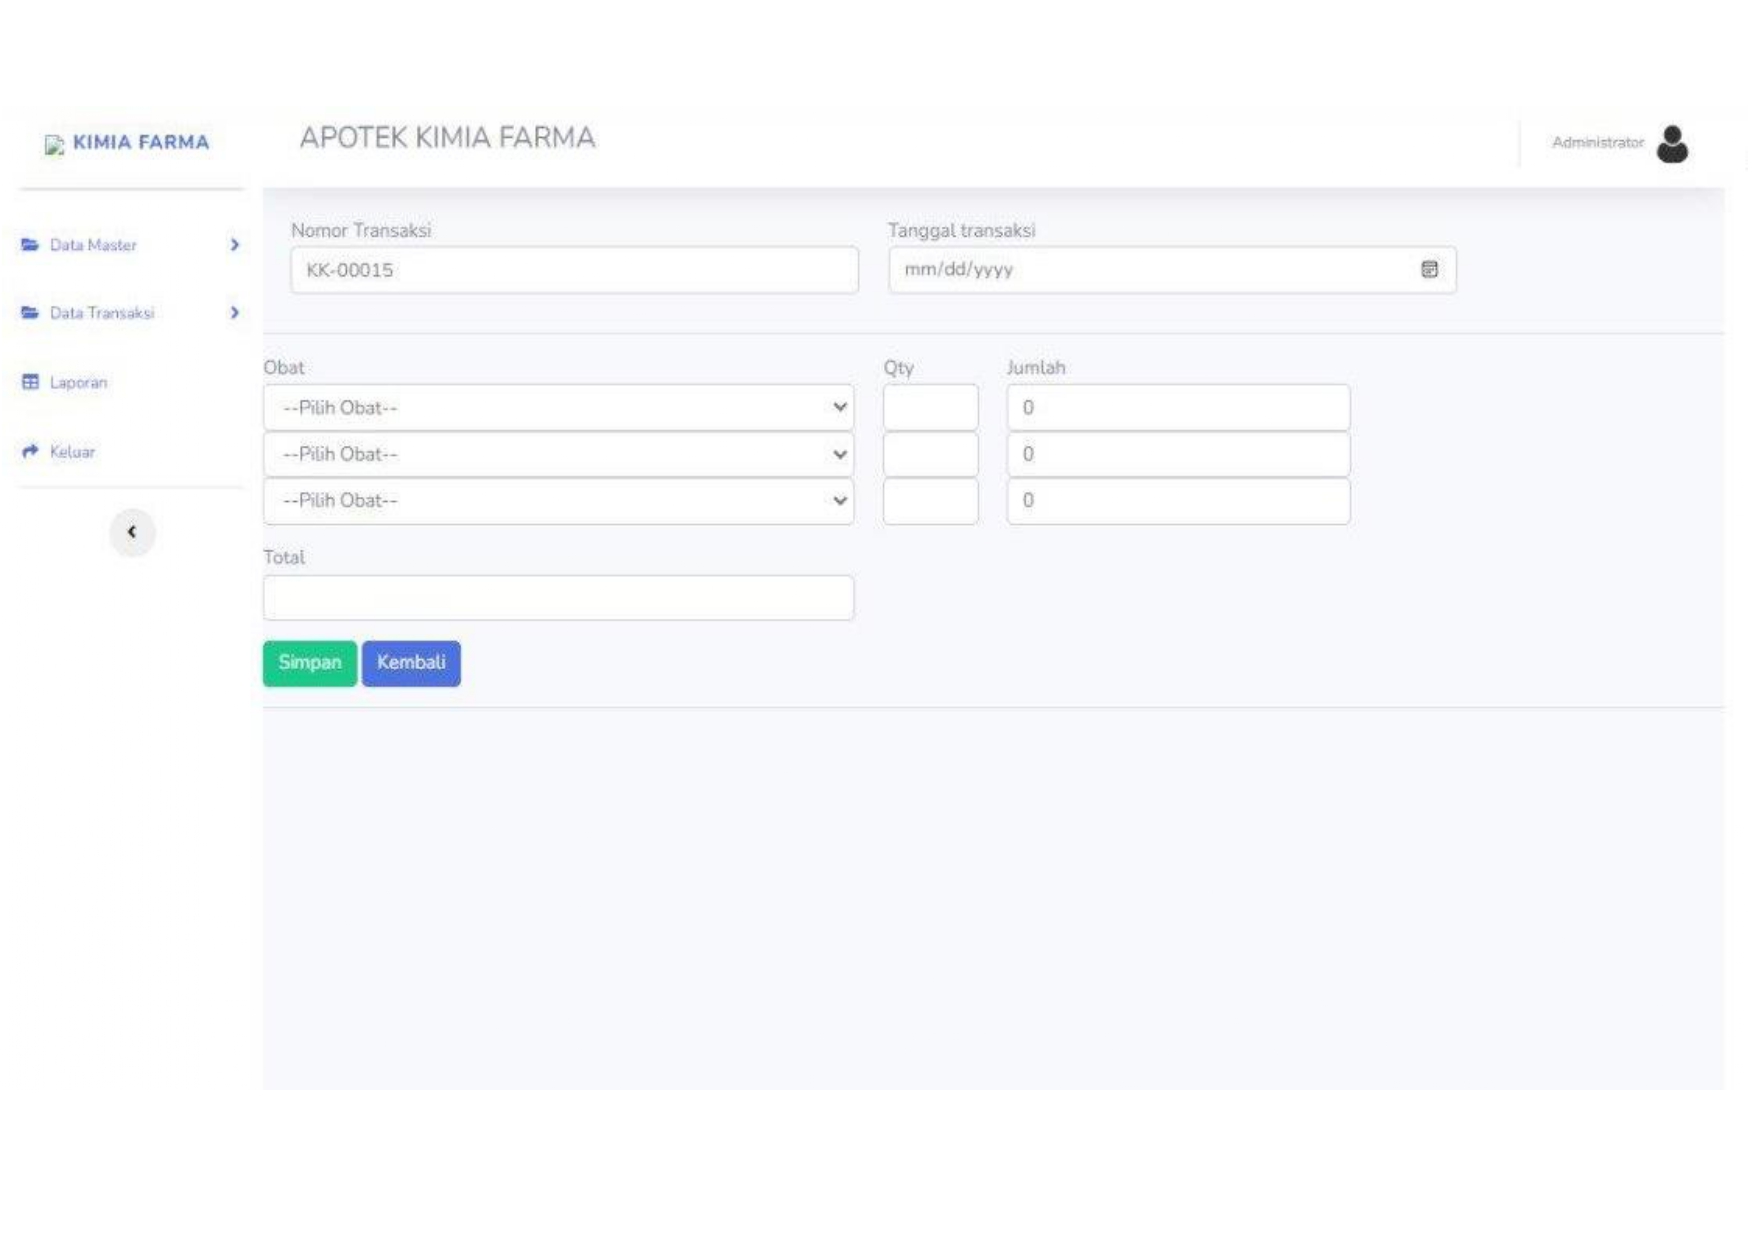 KIMIA FARMA
APOTEK KIMIA FARMA
Administrator
Data Master
Data Transaksi
Laporan
Keluar
Nomor Transaksi
Tanggal transaksi
KK-00015
mm/dd/yyyy
Obat
Qty
Jumlah
--Pilih Obat--
0
--Pilih Obat--
0
--Pilih Obat--
0
Total
Simpan
Kembali